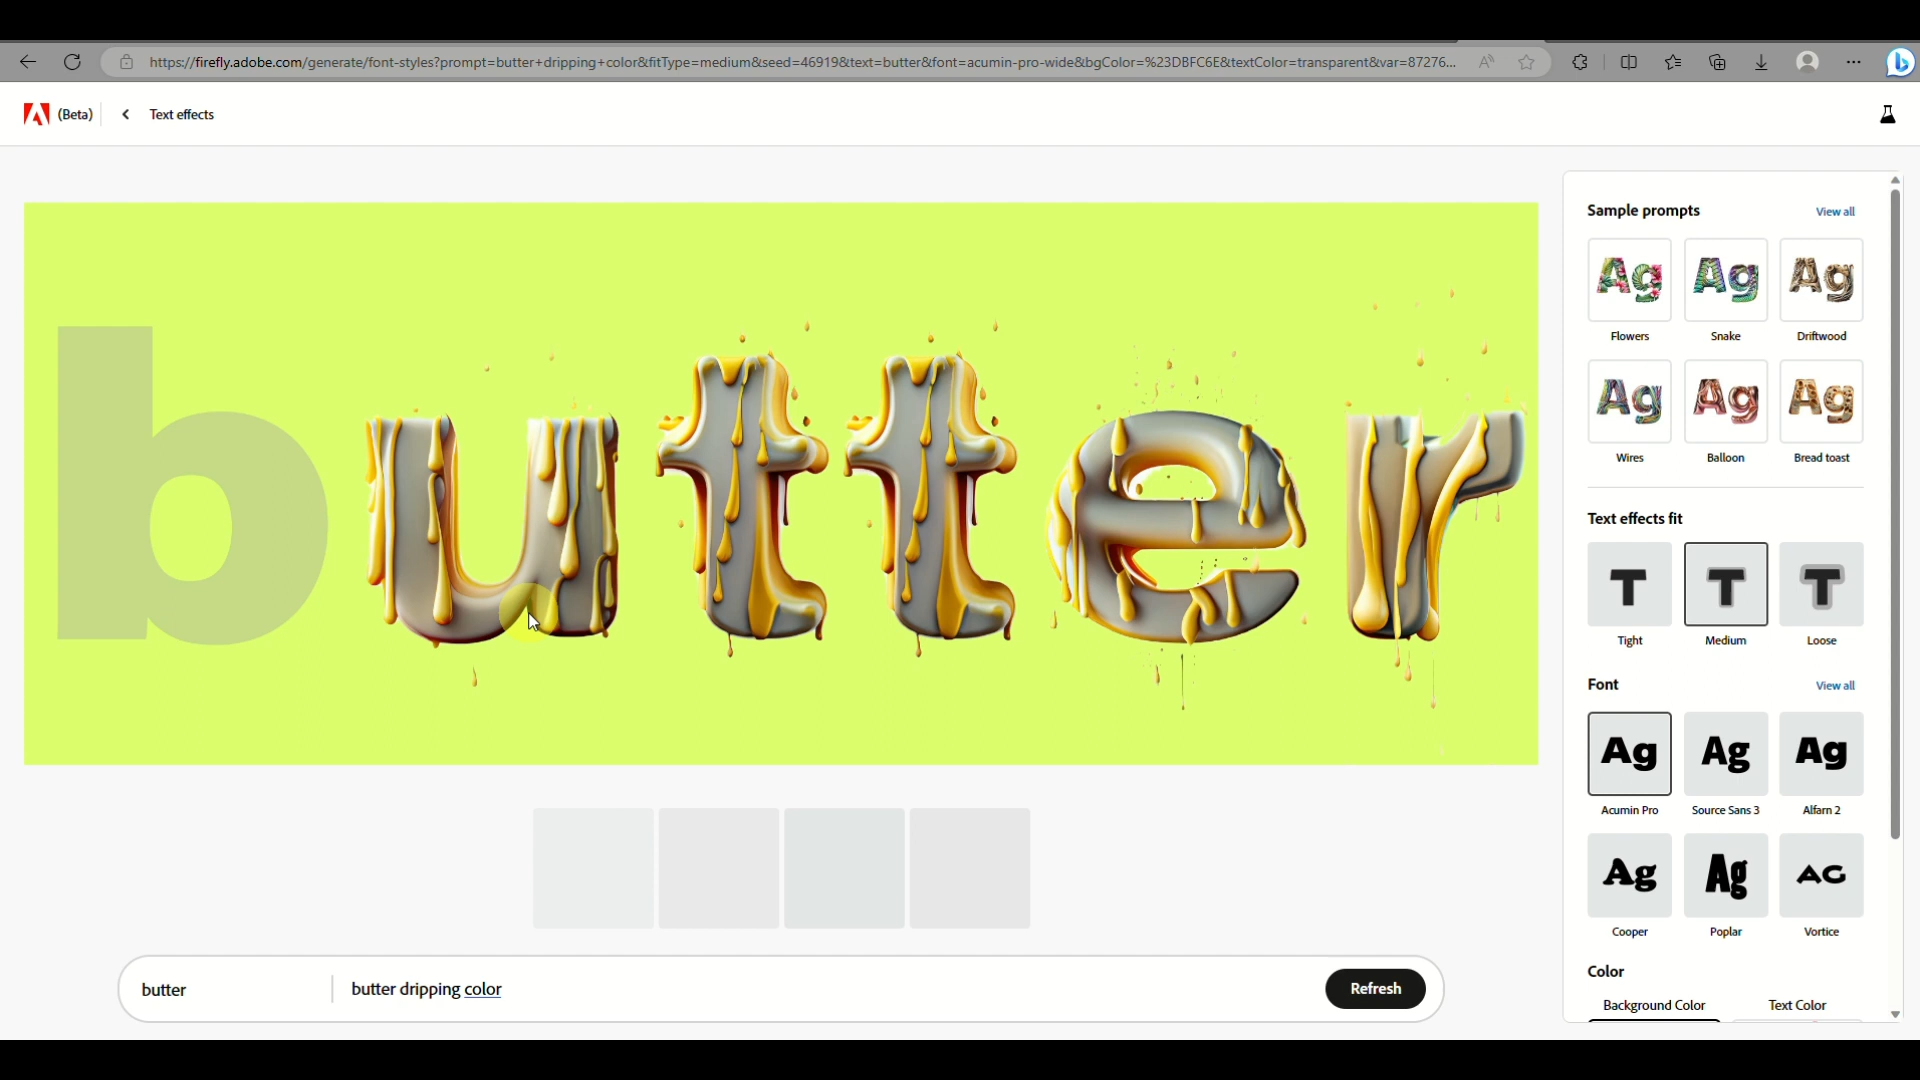 https://firefly.adobe.com/generate/font-styles?prompt=butter+dripping+color&fitType=medium&seed=46919&text=butter&font=acumin-pro-wide&bgColor=%23DBFC6E&textColor=transparent&var=87276...
(Beta)
Text effects
butter
Sample prompts
View all
Ag Ag Ag
Flowers Snake Driftwood
Ag Ag Ag
Wires Balloon Bread toast
Text effects fit
T T T
Tight Medium Loose
Font
View all
Ag Ag Ag
Acumin Pro Source Sans 3 Alfarn 2
Ag Ag AG
Cooper Poplar Vortice
Color
Background Color Text Color
butter
butter dripping color
Refresh